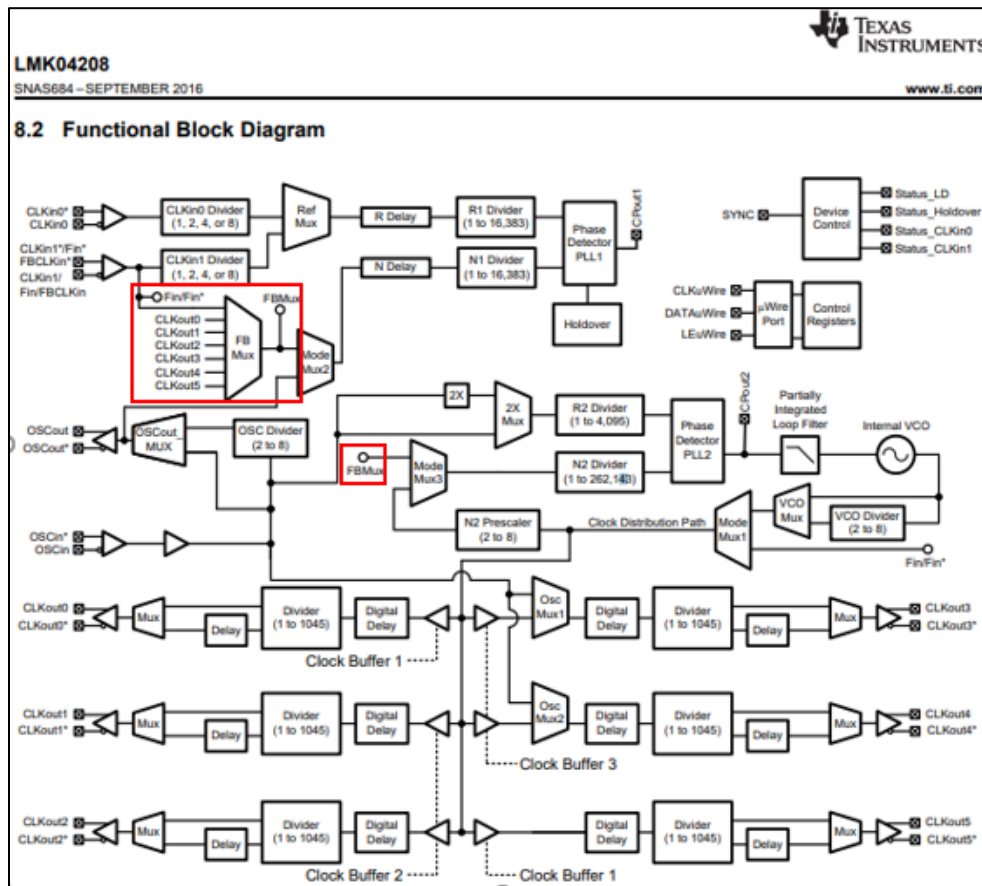 TEXAS
INSTRUMENTS
LMK04208
SNAS684 – SEPTEMBER 2016
www.ti.com
8.2 Functional Block Diagram
CLKin0*
CLKin0
CLKin0 Divider
(1, 2, 4, or 8)
Ref
Mux
R Delay
R1 Divider
(1 to 16,383)
CPout1
Phase
Detector
PLL1
CLKin1*/Fin*
FBCLKin*
CLKin1/
Fin/FBCLKin
CLKin1 Divider
(1, 2, 4, or 8)
N Delay
N1 Divider
(1 to 16,383)
Holdover
SYNC
Device
Control
Status_LD
Status_Holdover
Status_CLKin0
Status_CLKin1
CLKuWire
DATAuWire
LEuWire
µWire
Port
Control
Registers
Fin/Fin*
FBMux
CLKout0
CLKout1
CLKout2
CLKout3
CLKout4
CLKout5
FB
Mux
Mode
Mux2
2X
2X
Mux
R2 Divider
(1 to 4,095)
Phase
Detector
PLL2
CPout2
Partially
Integrated
Loop Filter
Internal VCO
OSCout
OSCout*
OSCout_
MUX
OSC Divider
(2 to 8)
FBMux
Mode
Mux3
N2 Divider
(1 to 262,143)
N2 Prescaler
(2 to 8)
Clock Distribution Path
Mode
Mux1
VCO
Mux
VCO Divider
(2 to 8)
Fin/Fin*
OSCin*
OSCin
CLKout0
CLKout0*
Mux
Delay
Divider
(1 to 1045)
Digital
Delay
Osc
Mux1
Digital
Delay
Divider
(1 to 1045)
Delay
Mux
CLKout3
CLKout3*
Clock Buffer 1
CLKout1
CLKout1*
Mux
Delay
Divider
(1 to 1045)
Digital
Delay
Osc
Mux2
Digital
Delay
Divider
(1 to 1045)
Delay
Mux
CLKout4
CLKout4*
Clock Buffer 3
CLKout2
CLKout2*
Mux
Delay
Divider
(1 to 1045)
Digital
Delay
Digital
Delay
Divider
(1 to 1045)
Delay
Mux
CLKout5
CLKout5*
Clock Buffer 2
Clock Buffer 1